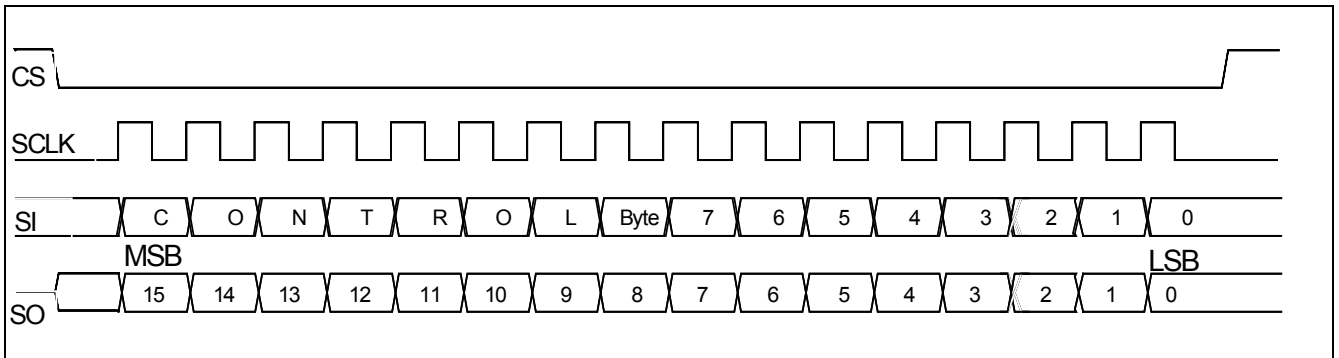 CS
SCLK
SI C O N T R O L Byte 7 6 5 4 3 2 1 0
MSB LSB
SO 15 14 13 12 11 10 9 8 7 6 5 4 3 2 1 0